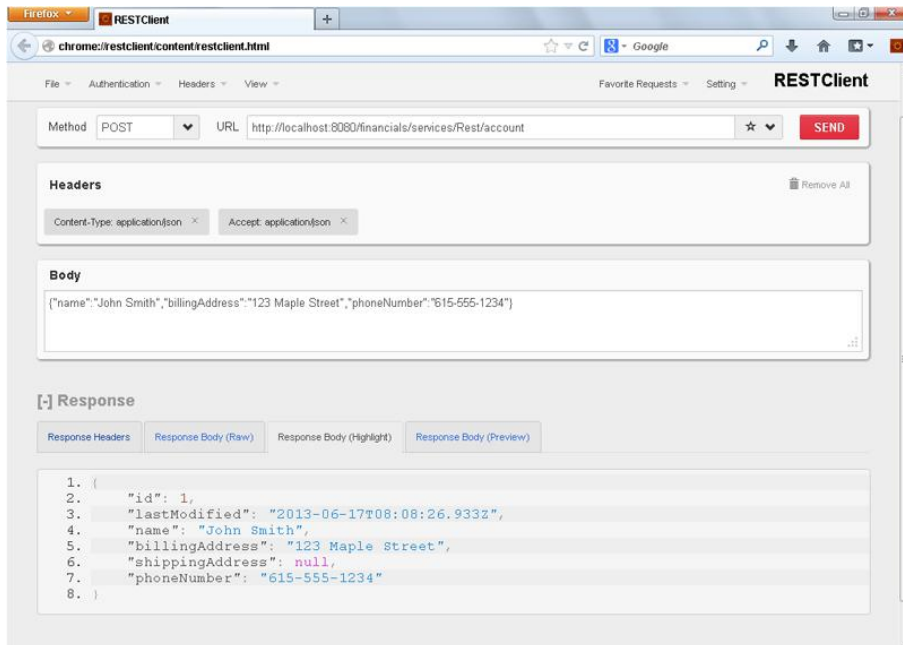 Firefox
RESTClient
chrome://restclient/content/restclient.html
Google
File Authentication Headers View Favorite Requests Setting RESTClient
Method POST URL http://localhost:8080/financials/services/Rest/account SEND
Headers Remove All
Content-Type: application/json × Accept: application/json ×
Body
{"name":"John Smith","billingAddress":"123 Maple Street","phoneNumber":"615-555-1234"}
[-] Response
Response Headers Response Body (Raw) Response Body (Highlight) Response Body (Preview)
1. {
2. "id": 1,
3. "lastModified": "2013-06-17T08:08:26.933Z",
4. "name": "John Smith",
5. "billingAddress": "123 Maple Street",
6. "shippingAddress": null,
7. "phoneNumber": "615-555-1234"
8. }